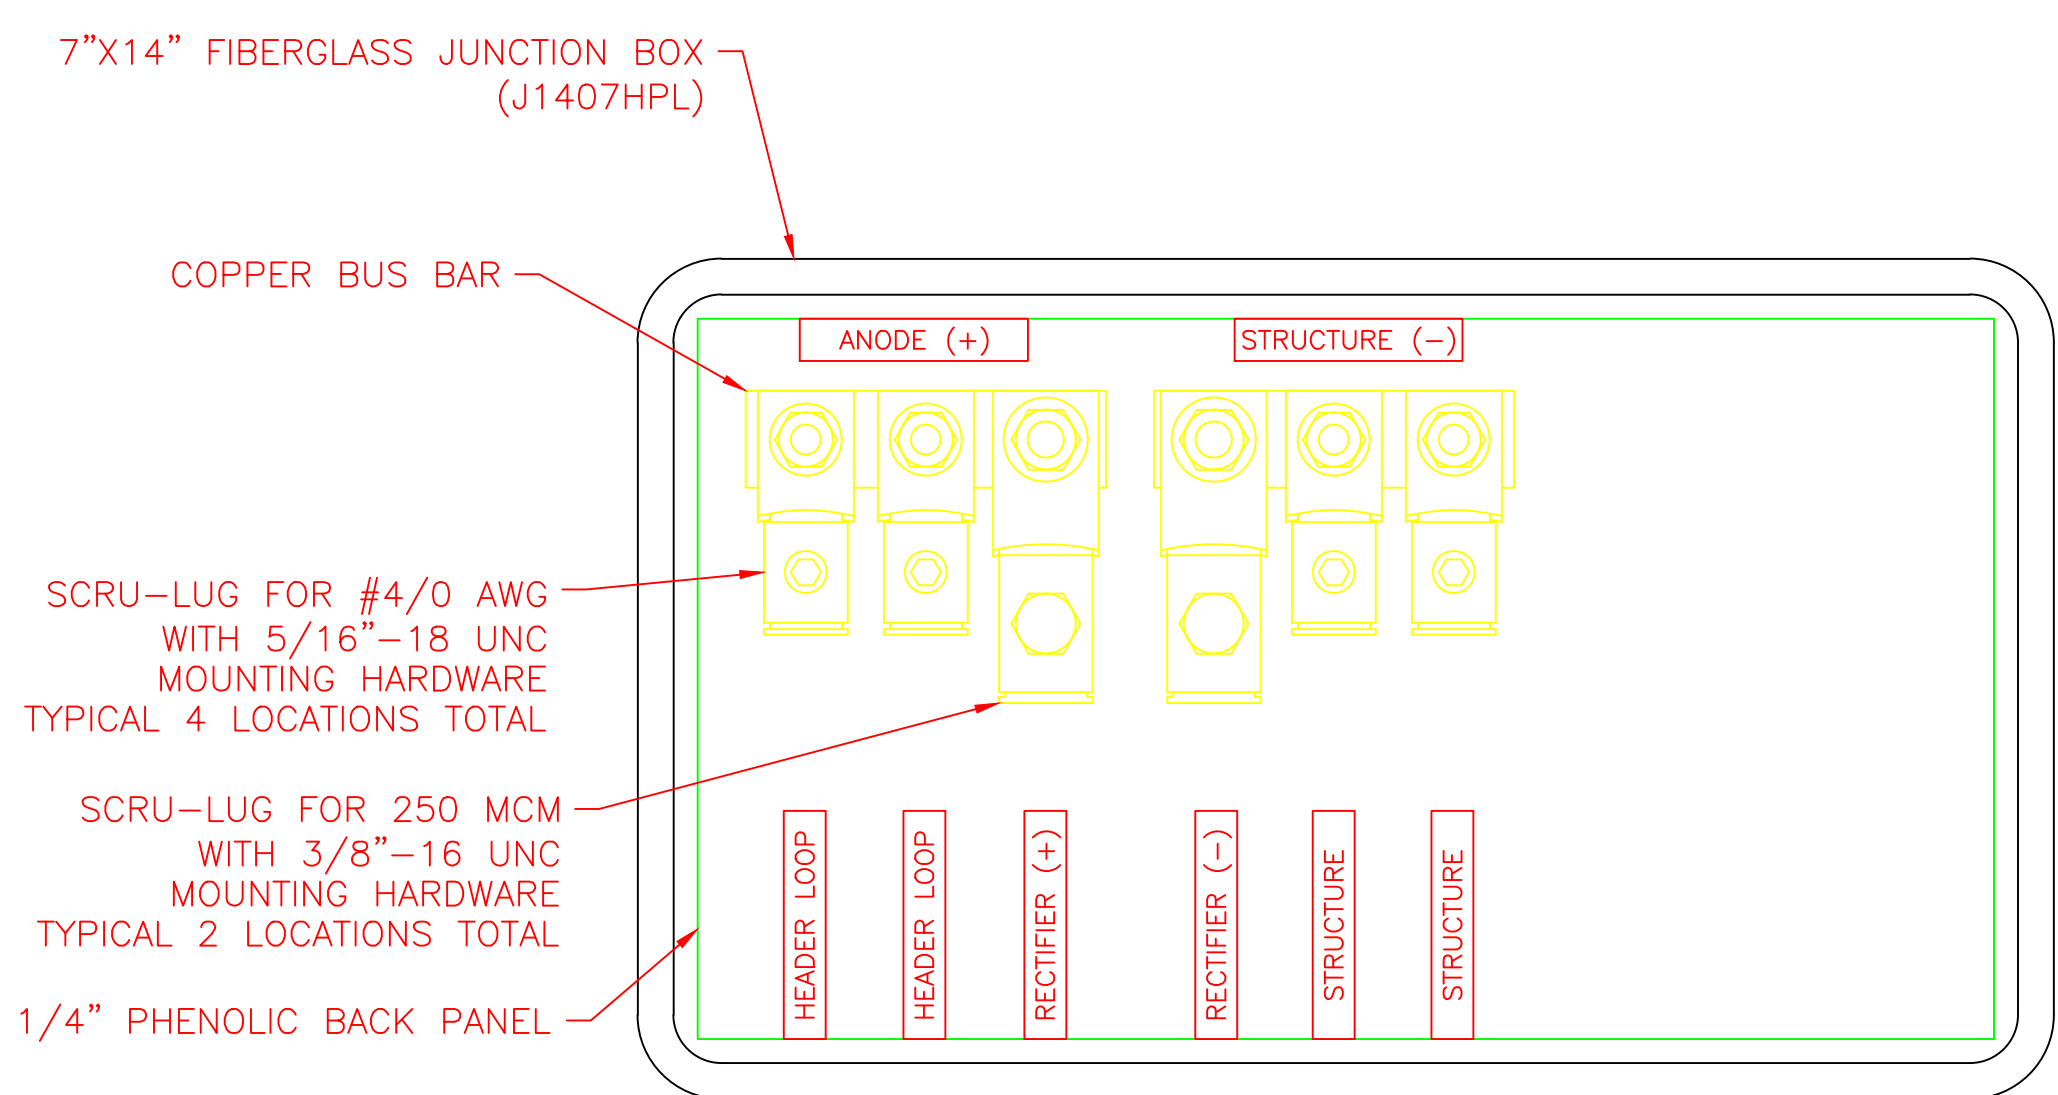 7”X14” FIBERGLASS JUNCTION BOX
(J1407HPL)
COPPER BUS BAR
ANODE (+)
STRUCTURE (−)
SCRU−LUG FOR #4/0 AWG
WITH 5/16”−18 UNC
MOUNTING HARDWARE
TYPICAL 4 LOCATIONS TOTAL
SCRU−LUG FOR 250 MCM
WITH 3/8”−16 UNC
MOUNTING HARDWARE
TYPICAL 2 LOCATIONS TOTAL
1/4” PHENOLIC BACK PANEL
HEADER LOOP
HEADER LOOP
RECTIFIER (+)
RECTIFIER (−)
STRUCTURE
STRUCTURE